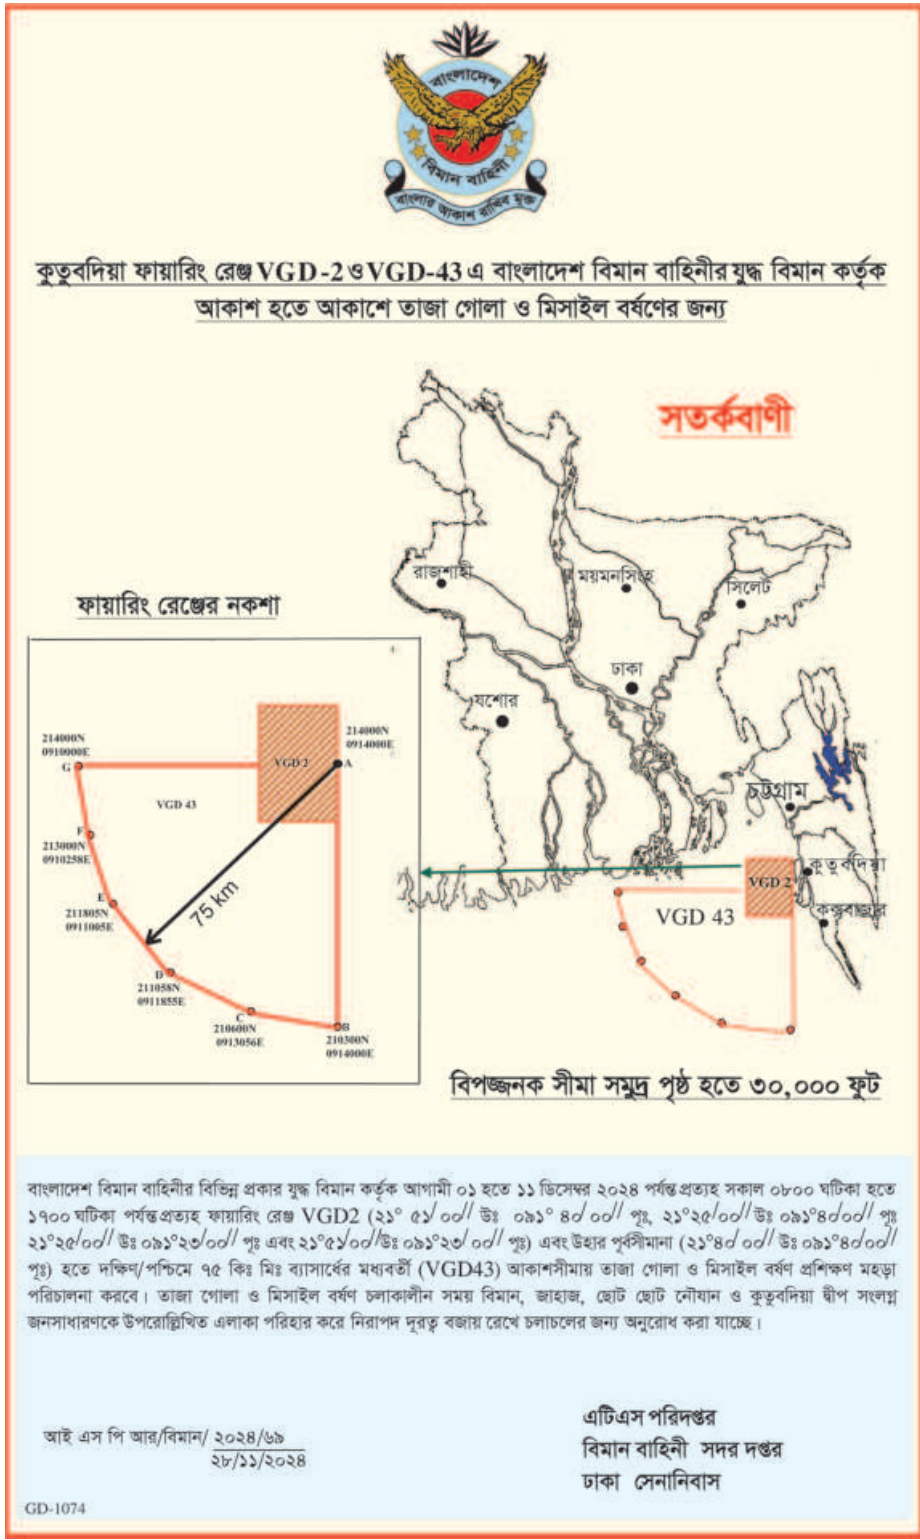 বাংলাদেশ
বিমান বাহিনী
বাংলার আকাশ রাখিব মুক্ত
কুতুবদিয়া ফায়ারিং রেঞ্জ VGD-2 ও VGD-43 এ বাংলাদেশ বিমান বাহিনীর যুদ্ধ বিমান কর্তৃক
আকাশ হতে আকাশে তাজা গোলা ও মিসাইল বর্ষণের জন্য
সতর্কবাণী
রাজশাহী
ময়মনসিংহ
সিলেট
ঢাকা
যশোর
চট্টগ্রাম
কুতুবদিয়া
কক্সবাজার
VGD 2
VGD 43
ফায়ারিং রেঞ্জের নকশা
214000N
0910000E
G
214000N
0914000E
A
VGD 2
VGD 43
F
213000N
0910258E
E
211805N
0911005E
75 km
D
211058N
0911855E
C
210600N
0913056E
B
210300N
0914000E
বিপজ্জনক সীমা সমুদ্র পৃষ্ঠ হতে ৩০,০০০ ফুট
বাংলাদেশ বিমান বাহিনীর বিভিন্ন প্রকার যুদ্ধ বিমান কর্তৃক আগামী ০১ হতে ১১ ডিসেম্বর ২০২৪ পর্যন্ত প্রত্যহ সকাল ০৮০০ ঘটিকা হতে
১৭০০ ঘটিকা পর্যন্ত প্রত্যহ ফায়ারিং রেঞ্জ VGD2 (২১° ৫১/ ০০// উঃ ০৯১° ৪০/ ০০// পূঃ, ২১°২৫/০০// উঃ ০৯১°৪০/০০// পূঃ
২১°২৫/০০// উঃ ০৯১°২৩/০০// পূঃ এবং ২১°৫১/০০//উঃ ০৯১°২৩/ ০০// পূঃ) এবং উহার পূর্বসীমানা (২১°৪০/ ০০// উঃ ০৯১°৪০/০০//
পূঃ) হতে দক্ষিণ/পশ্চিমে ৭৫ কিঃ মিঃ ব্যাসার্ধের মধ্যবর্তী (VGD43) আকাশসীমায় তাজা গোলা ও মিসাইল বর্ষণ প্রশিক্ষণ মহড়া
পরিচালনা করবে। তাজা গোলা ও মিসাইল বর্ষণ চলাকালীন সময় বিমান, জাহাজ, ছোট ছোট নৌযান ও কুতুবদিয়া দ্বীপ সংলগ্ন
জনসাধারণকে উপরোল্লিখিত এলাকা পরিহার করে নিরাপদ দূরত্ব বজায় রেখে চলাচলের জন্য অনুরোধ করা যাচ্ছে।
এটিএস পরিদপ্তর
বিমান বাহিনী সদর দপ্তর
ঢাকা সেনানিবাস
আই এস পি আর/বিমান/ ২০২৪/৬৯
২৮/১১/২০২৪
GD-1074